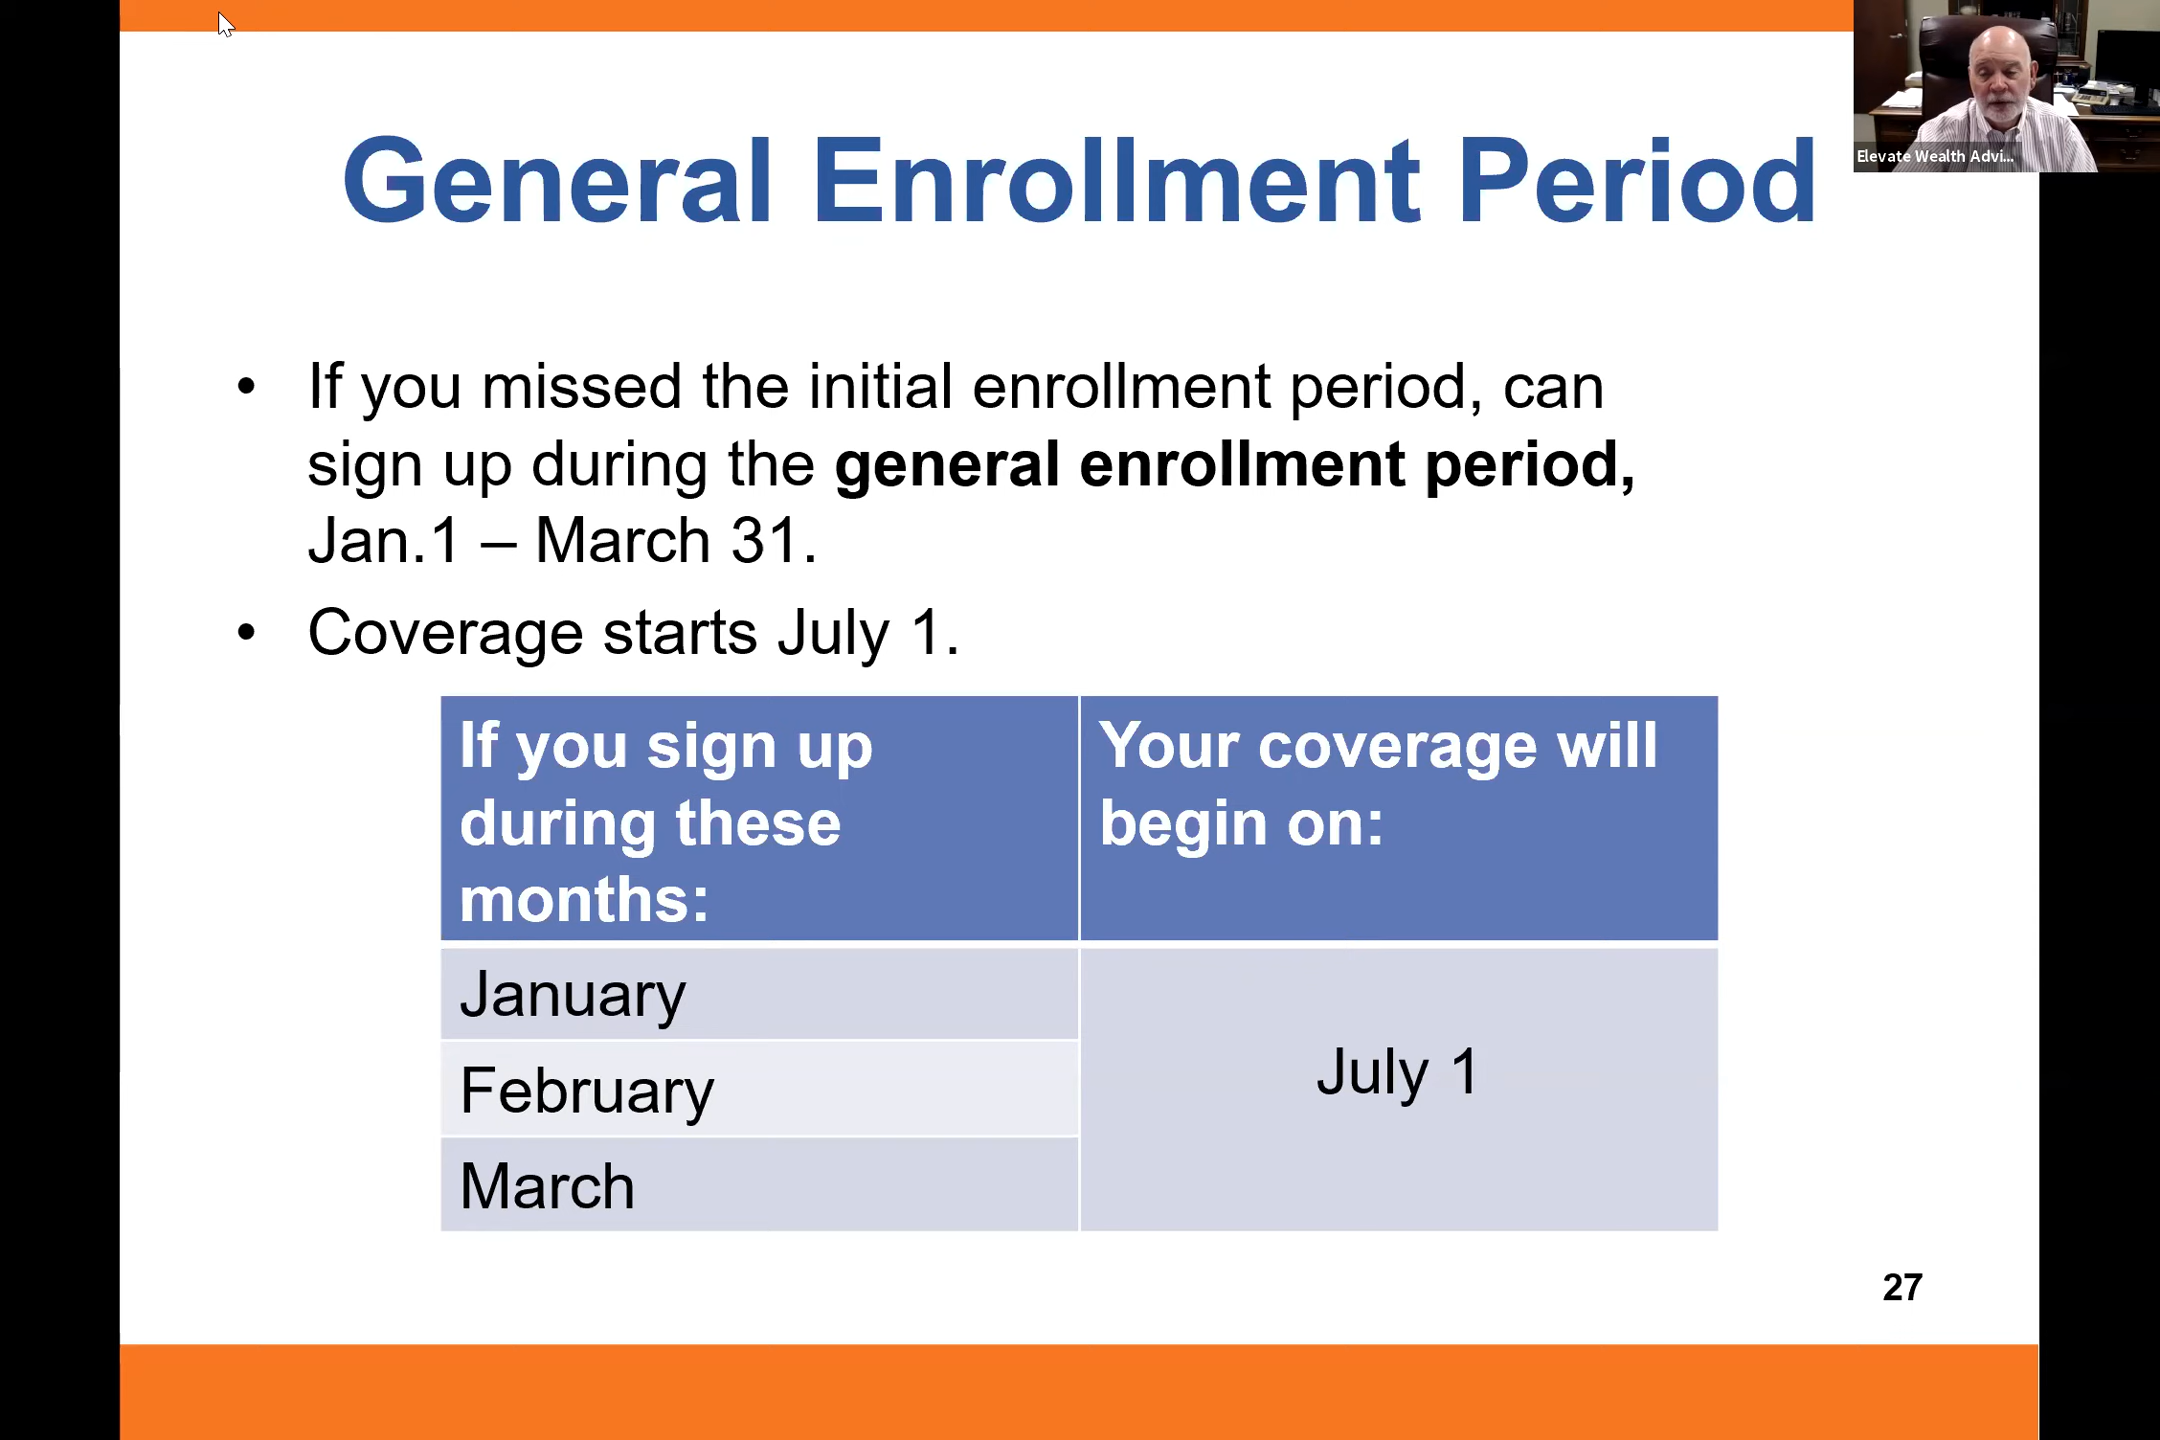 General Enrollment Period
Elevate Wealth Advi...
• If you missed the initial enrollment period, can
sign up during the general enrollment period,
Jan.1 – March 31.
• Coverage starts July 1.
If you sign up
during these
months:
Your coverage will
begin on:
January
February
March
July 1
27